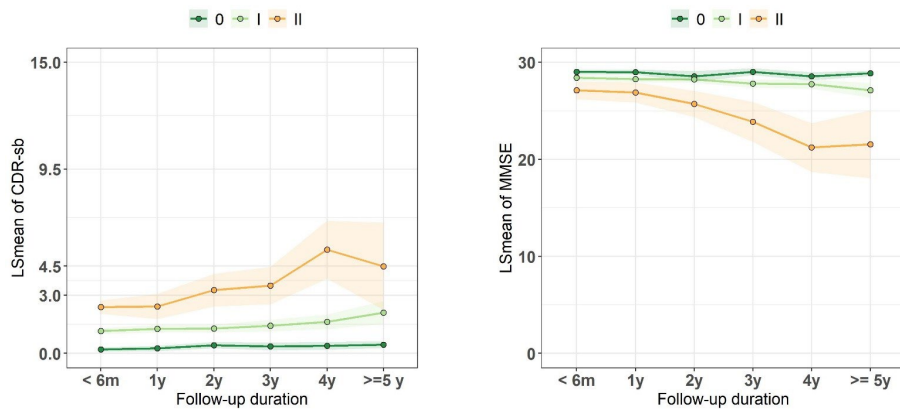 0 I II
LSmean of CDR-sb
15.0
9.5
4.5
3.0
0.0
< 6m 1y 2y 3y 4y >=5 y
Follow-up duration
0 I II
LSmean of MMSE
30
20
10
0
< 6m 1y 2y 3y 4y >= 5y
Follow-up duration